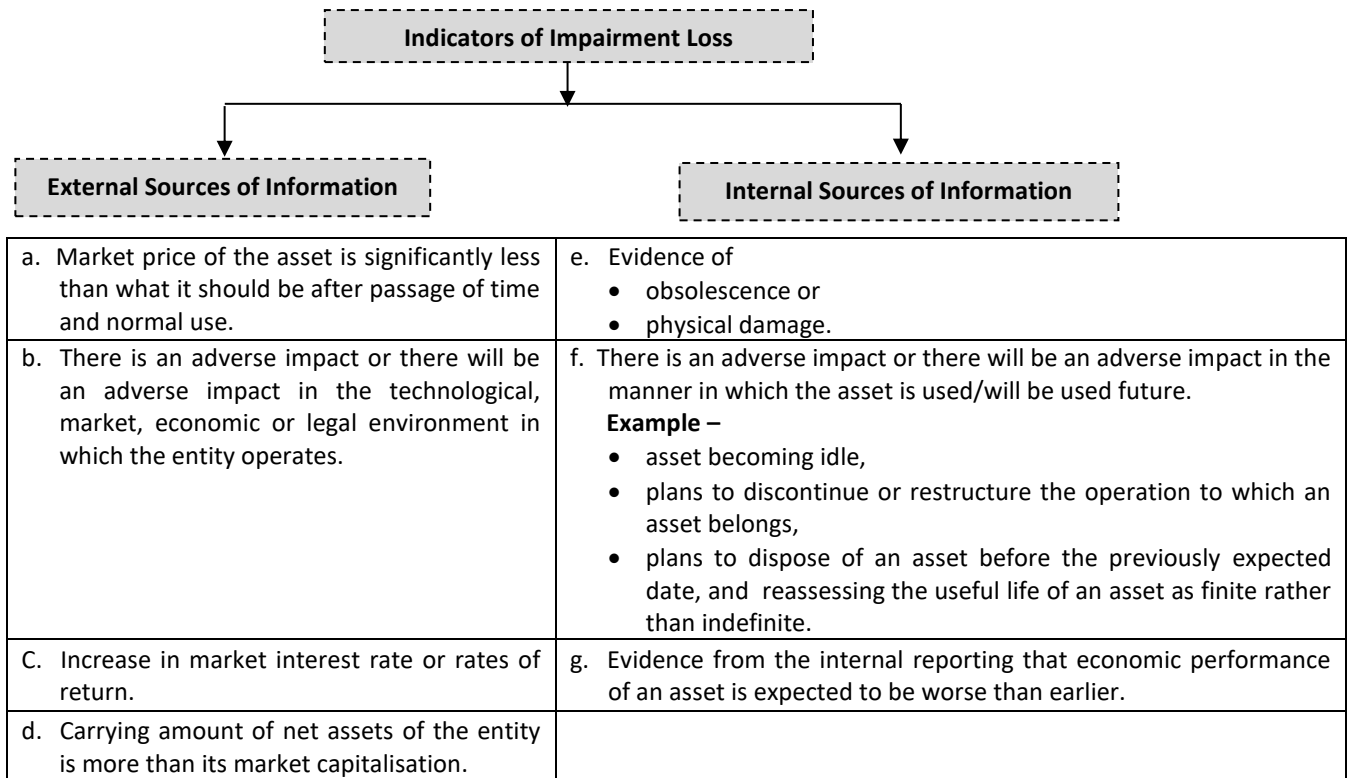 Indicators of Impairment Loss
External Sources of Information
Internal Sources of Information
a. Market price of the asset is significantly less
than what it should be after passage of time
and normal use.
e. Evidence of
• obsolescence or
• physical damage.
b. There is an adverse impact or there will be
an adverse impact in the technological,
market, economic or legal environment in
which the entity operates.
f. There is an adverse impact or there will be an adverse impact in the
manner in which the asset is used/will be used future.
Example –
• asset becoming idle,
• plans to discontinue or restructure the operation to which an
asset belongs,
• plans to dispose of an asset before the previously expected
date, and reassessing the useful life of an asset as finite rather
than indefinite.
C. Increase in market interest rate or rates of
return.
g. Evidence from the internal reporting that economic performance
of an asset is expected to be worse than earlier.
d. Carrying amount of net assets of the entity
is more than its market capitalisation.